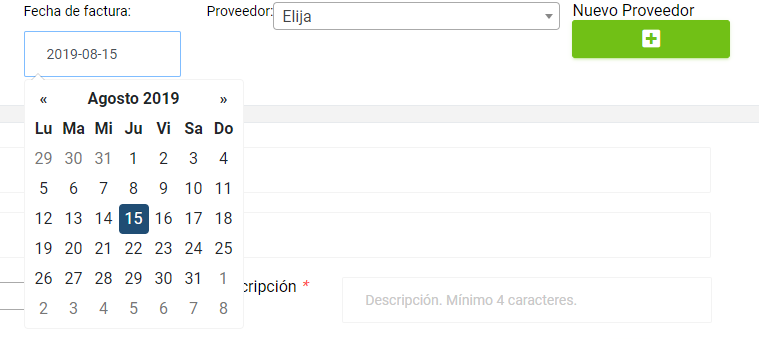 Fecha de factura:
Proveedor: Elija
Nuevo Proveedor
2019-08-15
« Agosto 2019 »
Lu Ma Mi Ju Vi Sa Do
29 30 31 1 2 3 4
5 6 7 8 9 10 11
12 13 14 15 16 17 18
19 20 21 22 23 24 25
26 27 28 29 30 31 1
2 3 4 5 6 7 8
cripción *
Descripción. Mínimo 4 caracteres.